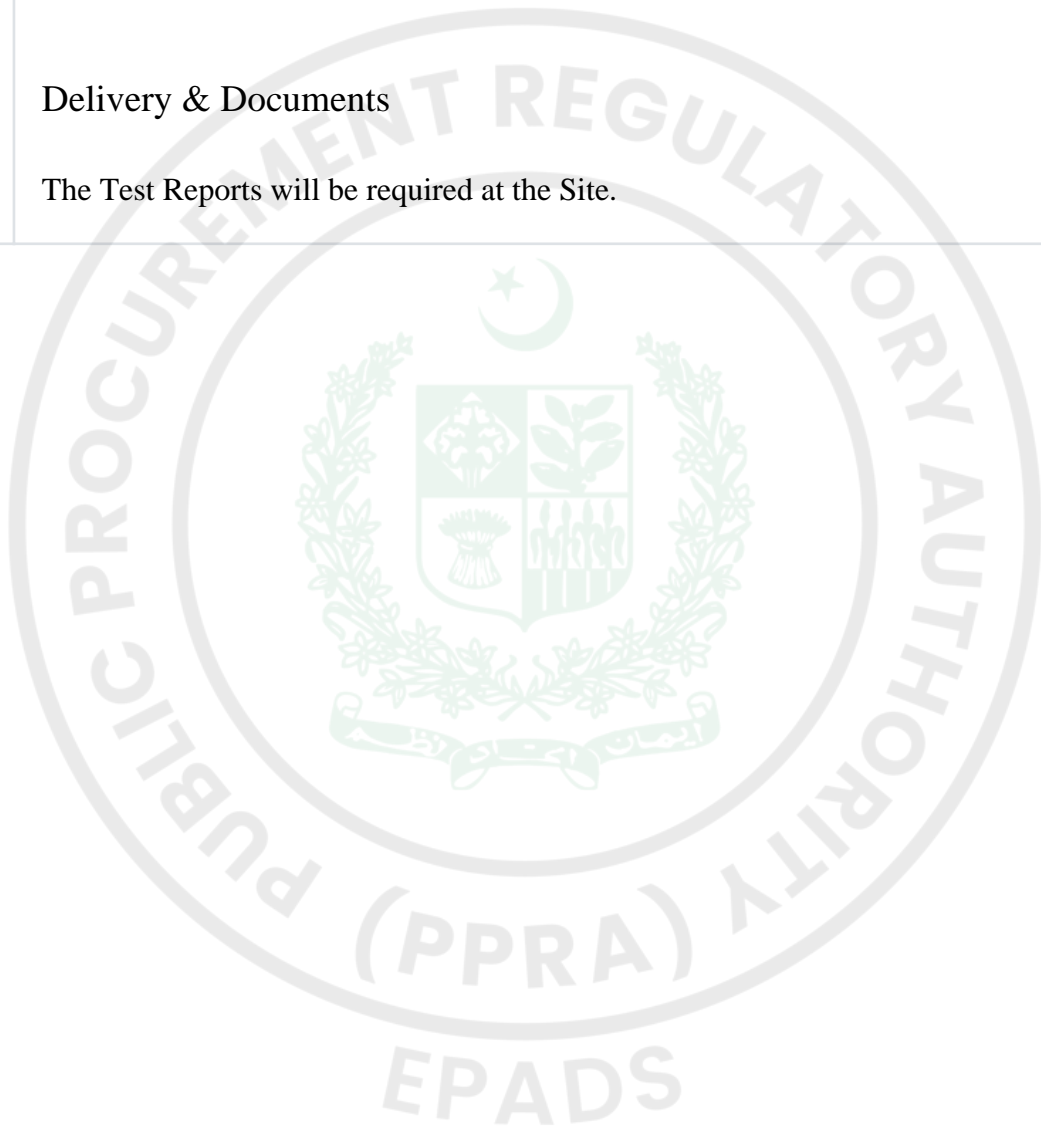 Delivery & Documents
The Test Reports will be required at the Site.
PUBLIC PROCUREMENT REGULATORY AUTHORITY
(PPRA)
EPADS